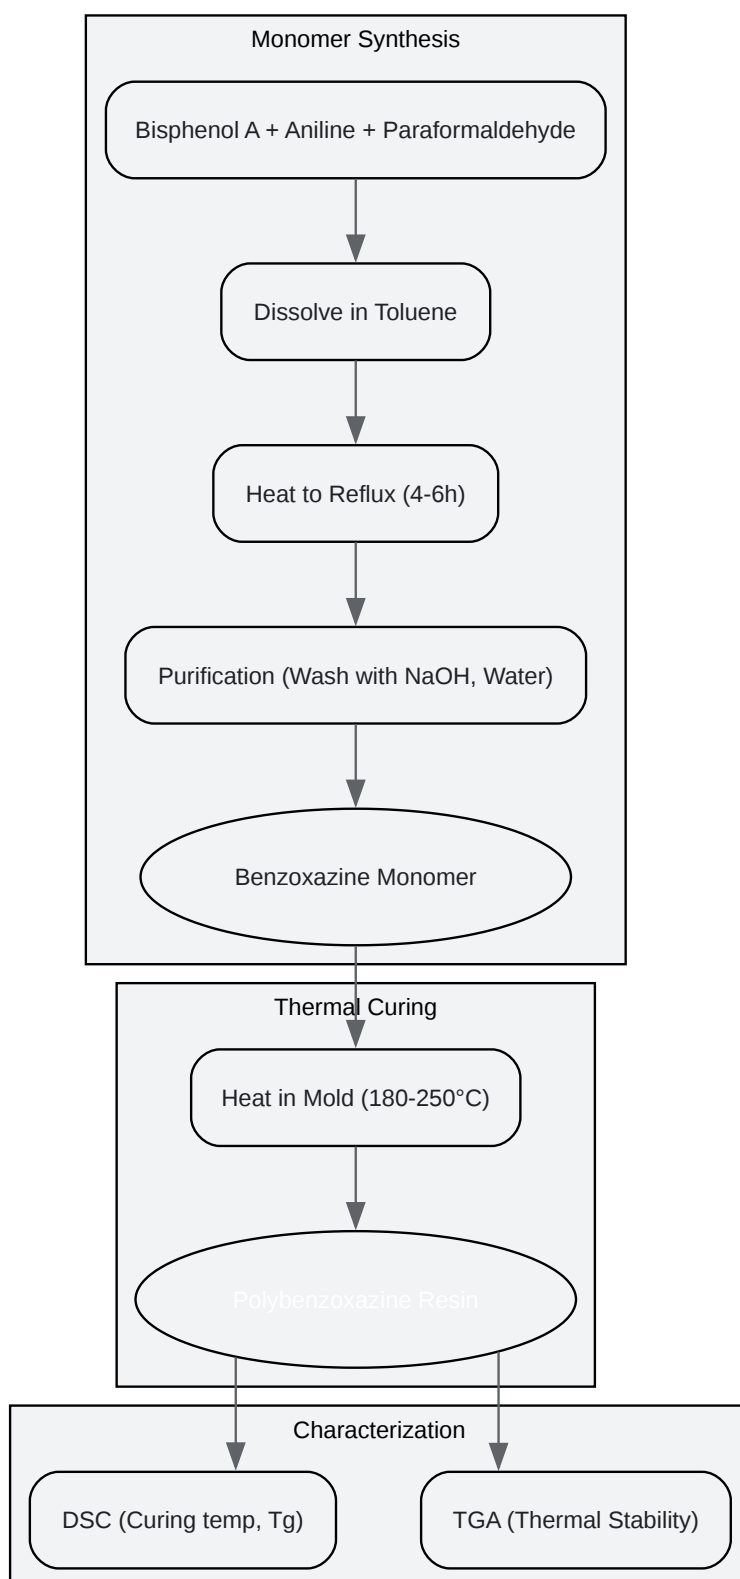 Monomer Synthesis
Bisphenol A + Aniline + Paraformaldehyde
Dissolve in Toluene
Heat to Reflux (4-6h)
Purification (Wash with NaOH, Water)
Benzoxazine Monomer
Thermal Curing
Heat in Mold (180-250°C)
Polybenzoxazine Resin
Characterization
DSC (Curing temp, Tg)
TGA (Thermal Stability)